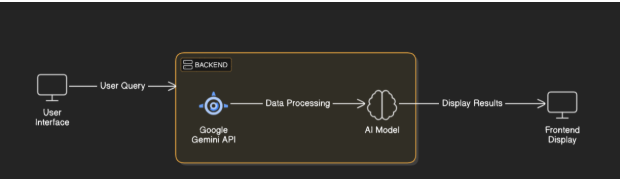 BACKEND
User Query
Data Processing
Display Results
User
Interface
Google
Gemini API
AI Model
Frontend
Display